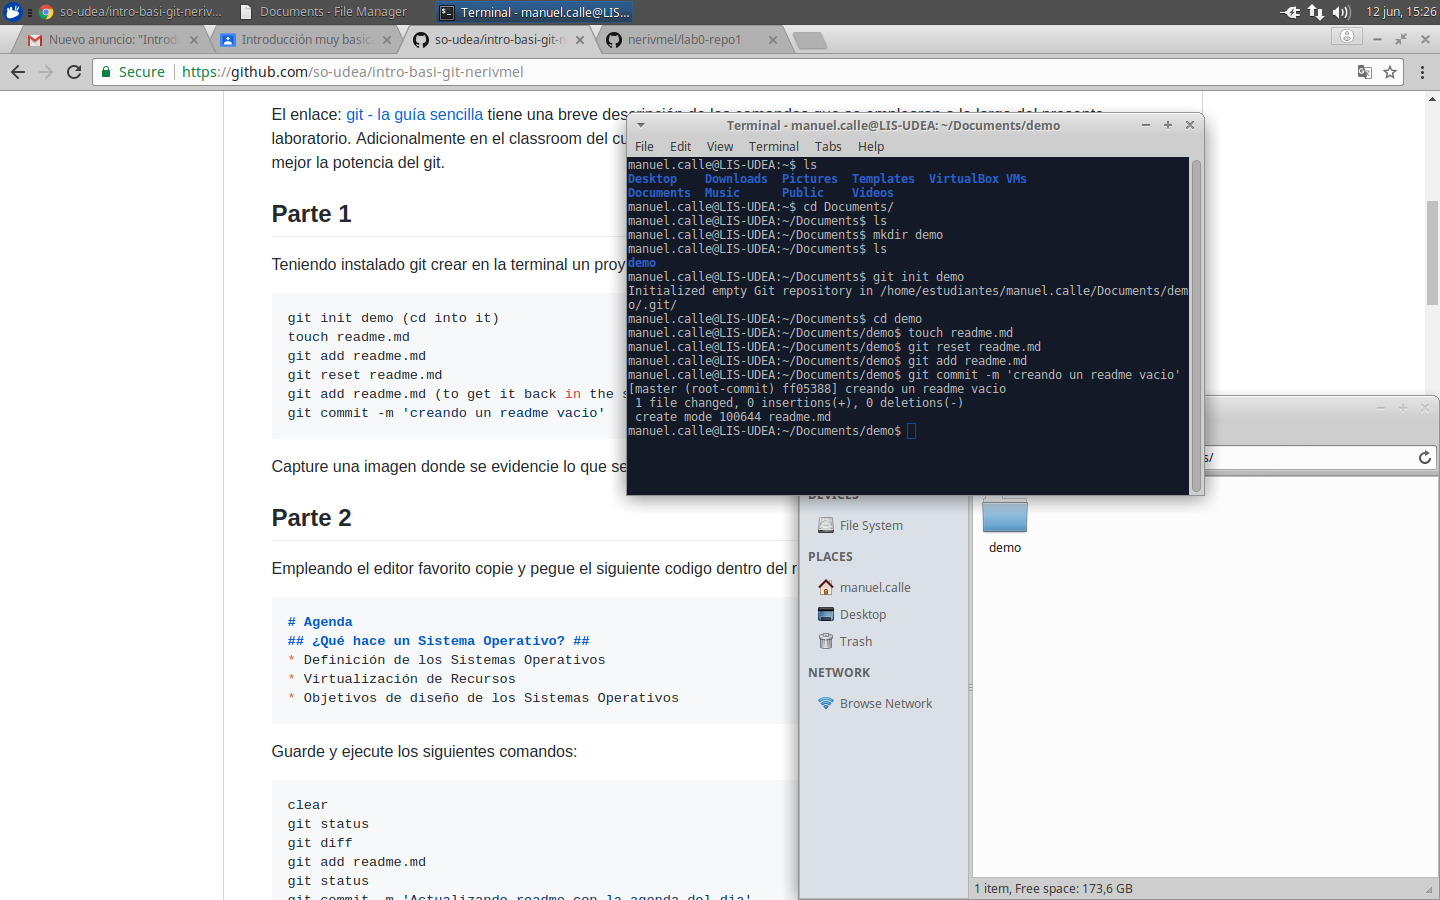 so-udea/intro-basi-git-neriv...
Documents - File Manager
Terminal - manuel.calle@LIS...
12 jun, 15:26
Nuevo anuncio: "Introdu
Introducción muy basic
so-udea/intro-basi-git-n
nerivmel/lab0-repo1
Secure
https://github.com/so-udea/intro-basi-git-nerivmel
El enlace: git - la guía sencilla tiene una breve descripción de los comandos que se emplearan a lo largo del presente
laboratorio. Adicionalmente en el classroom del cu
mejor la potencia del git.
Parte 1
Teniendo instalado git crear en la terminal un proy
git init demo (cd into it)
touch readme.md
git add readme.md
git reset readme.md
git add readme.md (to get it back in the s
git commit -m 'creando un readme vacio'
Capture una imagen donde se evidencie lo que se
Parte 2
Empleando el editor favorito copie y pegue el siguiente codigo dentro del r
# Agenda
## ¿Qué hace un Sistema Operativo? ##
* Definición de los Sistemas Operativos
* Virtualización de Recursos
* Objetivos de diseño de los Sistemas Operativos
Guarde y ejecute los siguientes comandos:
clear
git status
git diff
git add readme.md
git status
git commit -m 'Actualizando readme con la agenda del dia'
Terminal - manuel.calle@LIS-UDEA: ~/Documents/demo
File Edit View Terminal Tabs Help
manuel.calle@LIS-UDEA:~$ ls
Desktop Downloads Pictures Templates VirtualBox VMs
Documents Music Public Videos
manuel.calle@LIS-UDEA:~$ cd Documents/
manuel.calle@LIS-UDEA:~/Documents$ ls
manuel.calle@LIS-UDEA:~/Documents$ mkdir demo
manuel.calle@LIS-UDEA:~/Documents$ ls
demo
manuel.calle@LIS-UDEA:~/Documents$ git init demo
Initialized empty Git repository in /home/estudiantes/manuel.calle/Documents/dem
o/.git/
manuel.calle@LIS-UDEA:~/Documents$ cd demo
manuel.calle@LIS-UDEA:~/Documents/demo$ touch readme.md
manuel.calle@LIS-UDEA:~/Documents/demo$ git reset readme.md
manuel.calle@LIS-UDEA:~/Documents/demo$ git add readme.md
manuel.calle@LIS-UDEA:~/Documents/demo$ git commit -m 'creando un readme vacio'
[master (root-commit) ff05388] creando un readme vacio
1 file changed, 0 insertions(+), 0 deletions(-)
create mode 100644 readme.md
manuel.calle@LIS-UDEA:~/Documents/demo$
s/
DEVICES
File System
PLACES
manuel.calle
Desktop
Trash
NETWORK
Browse Network
demo
1 item, Free space: 173,6 GB